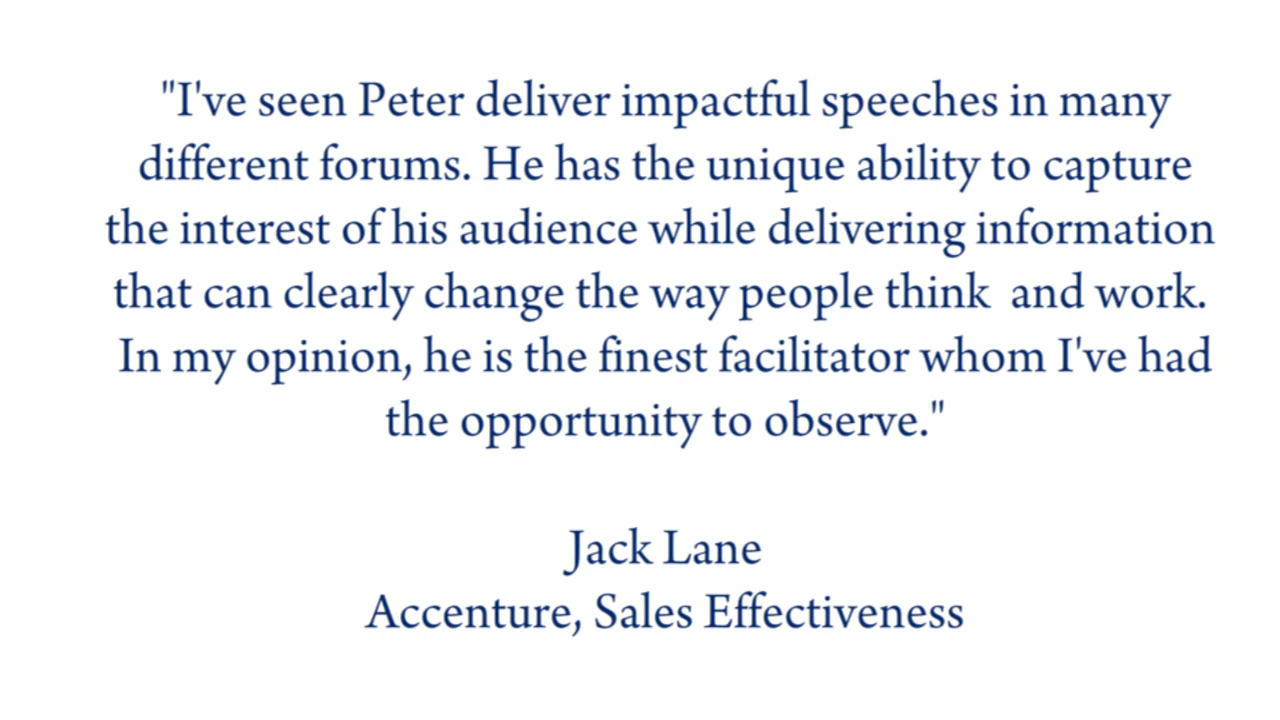 "I've seen Peter deliver impactful speeches in many
different forums. He has the unique ability to capture
the interest of his audience while delivering information
that can clearly change the way people think  and work.
In my opinion, he is the finest facilitator whom I've had
the opportunity to observe."
Jack Lane
Accenture, Sales Effectiveness